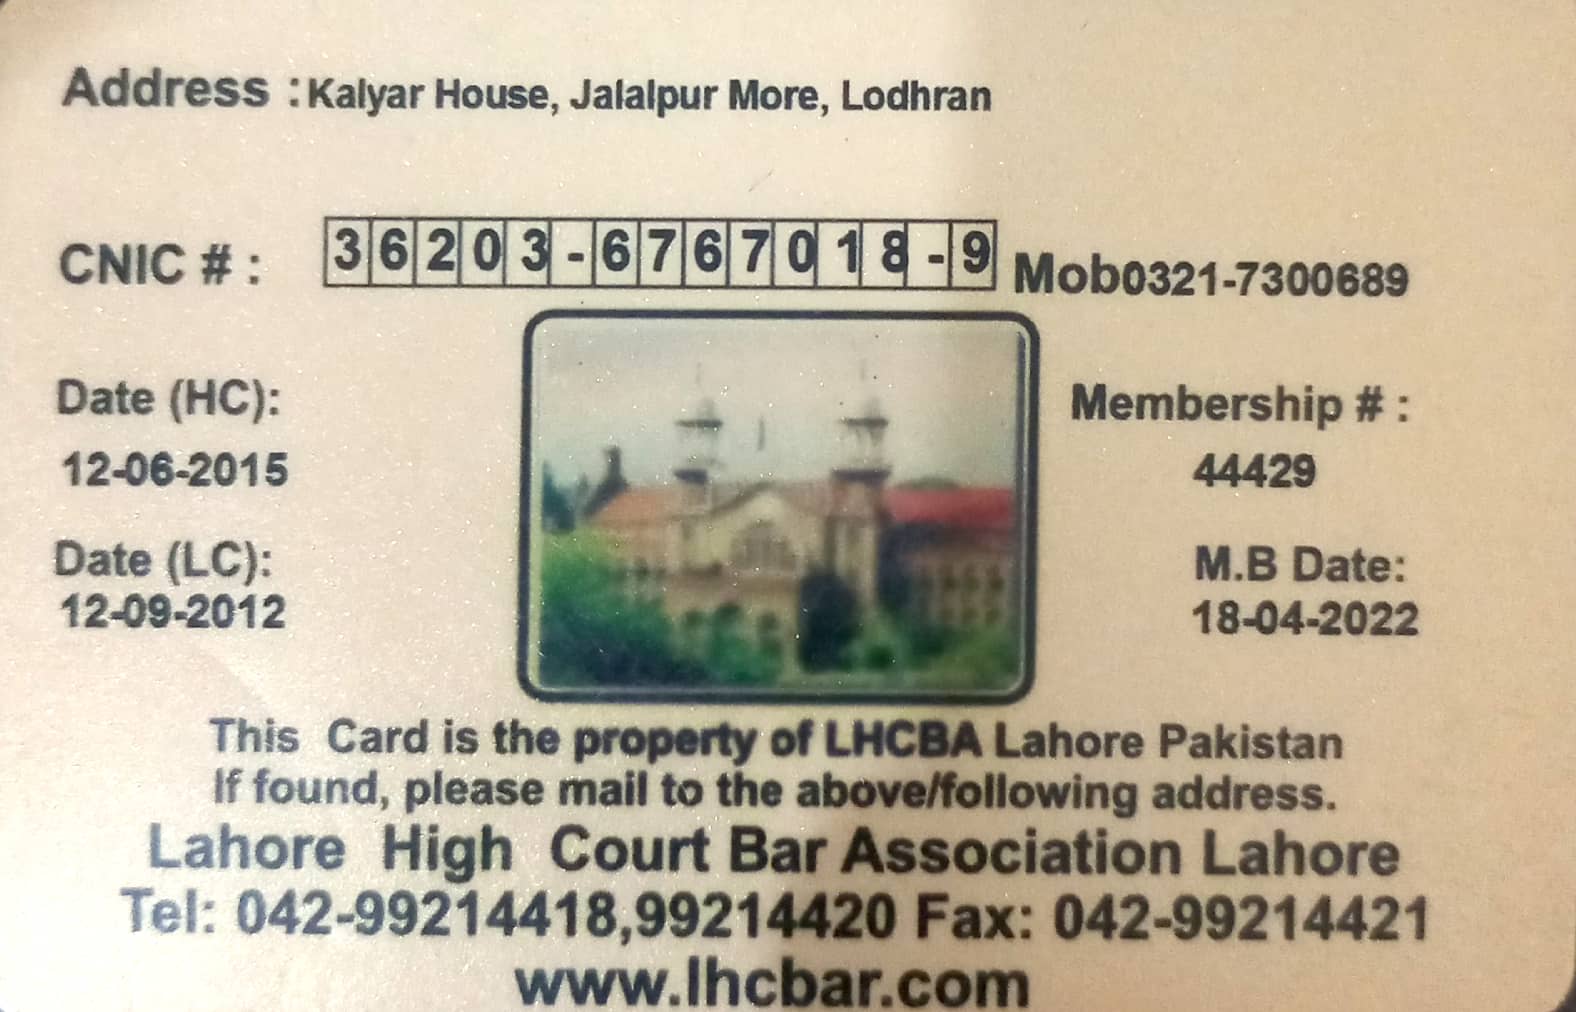 Address : Kalyar House, Jalalpur More, Lodhran
CNIC # : 36203-6767018-9 Mob0321-7300689
Date (HC):
12-06-2015
Date (LC):
12-09-2012
Membership # :
44429
M.B Date:
18-04-2022
This Card is the property of LHCBA Lahore Pakistan
If found, please mail to the above/following address.
Lahore High Court Bar Association Lahore
Tel: 042-99214418,99214420 Fax: 042-99214421
www.lhcbar.com